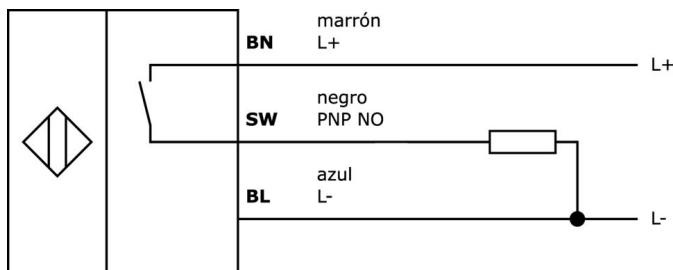 marrón
BN L+
L+
negro
SW PNP NO
azul
BL L-
L-